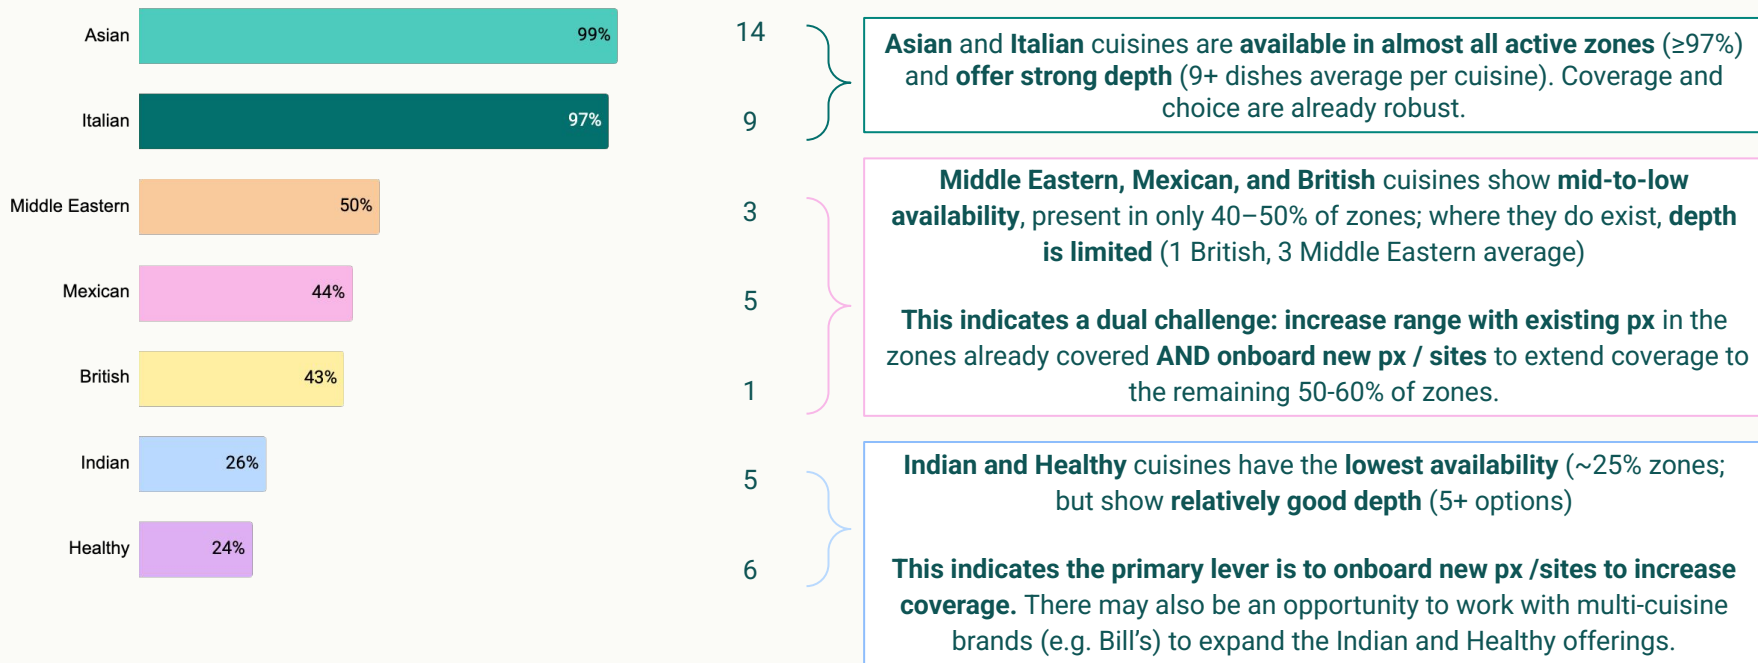 Asian
99%
14
Italian
97%
9
Asian and Italian cuisines are available in almost all active zones (≥97%)
and offer strong depth (9+ dishes average per cuisine). Coverage and
choice are already robust.
Middle Eastern
50%
3
Mexican
44%
5
British
43%
1
Middle Eastern, Mexican, and British cuisines show mid-to-low
availability, present in only 40–50% of zones; where they do exist, depth
is limited (1 British, 3 Middle Eastern average)
This indicates a dual challenge: increase range with existing px in the
zones already covered AND onboard new px / sites to extend coverage to
the remaining 50-60% of zones.
Indian
26%
5
Healthy
24%
6
Indian and Healthy cuisines have the lowest availability (~25% zones;
but show relatively good depth (5+ options)
This indicates the primary lever is to onboard new px /sites to increase
coverage. There may also be an opportunity to work with multi-cuisine
brands (e.g. Bill’s) to expand the Indian and Healthy offerings.